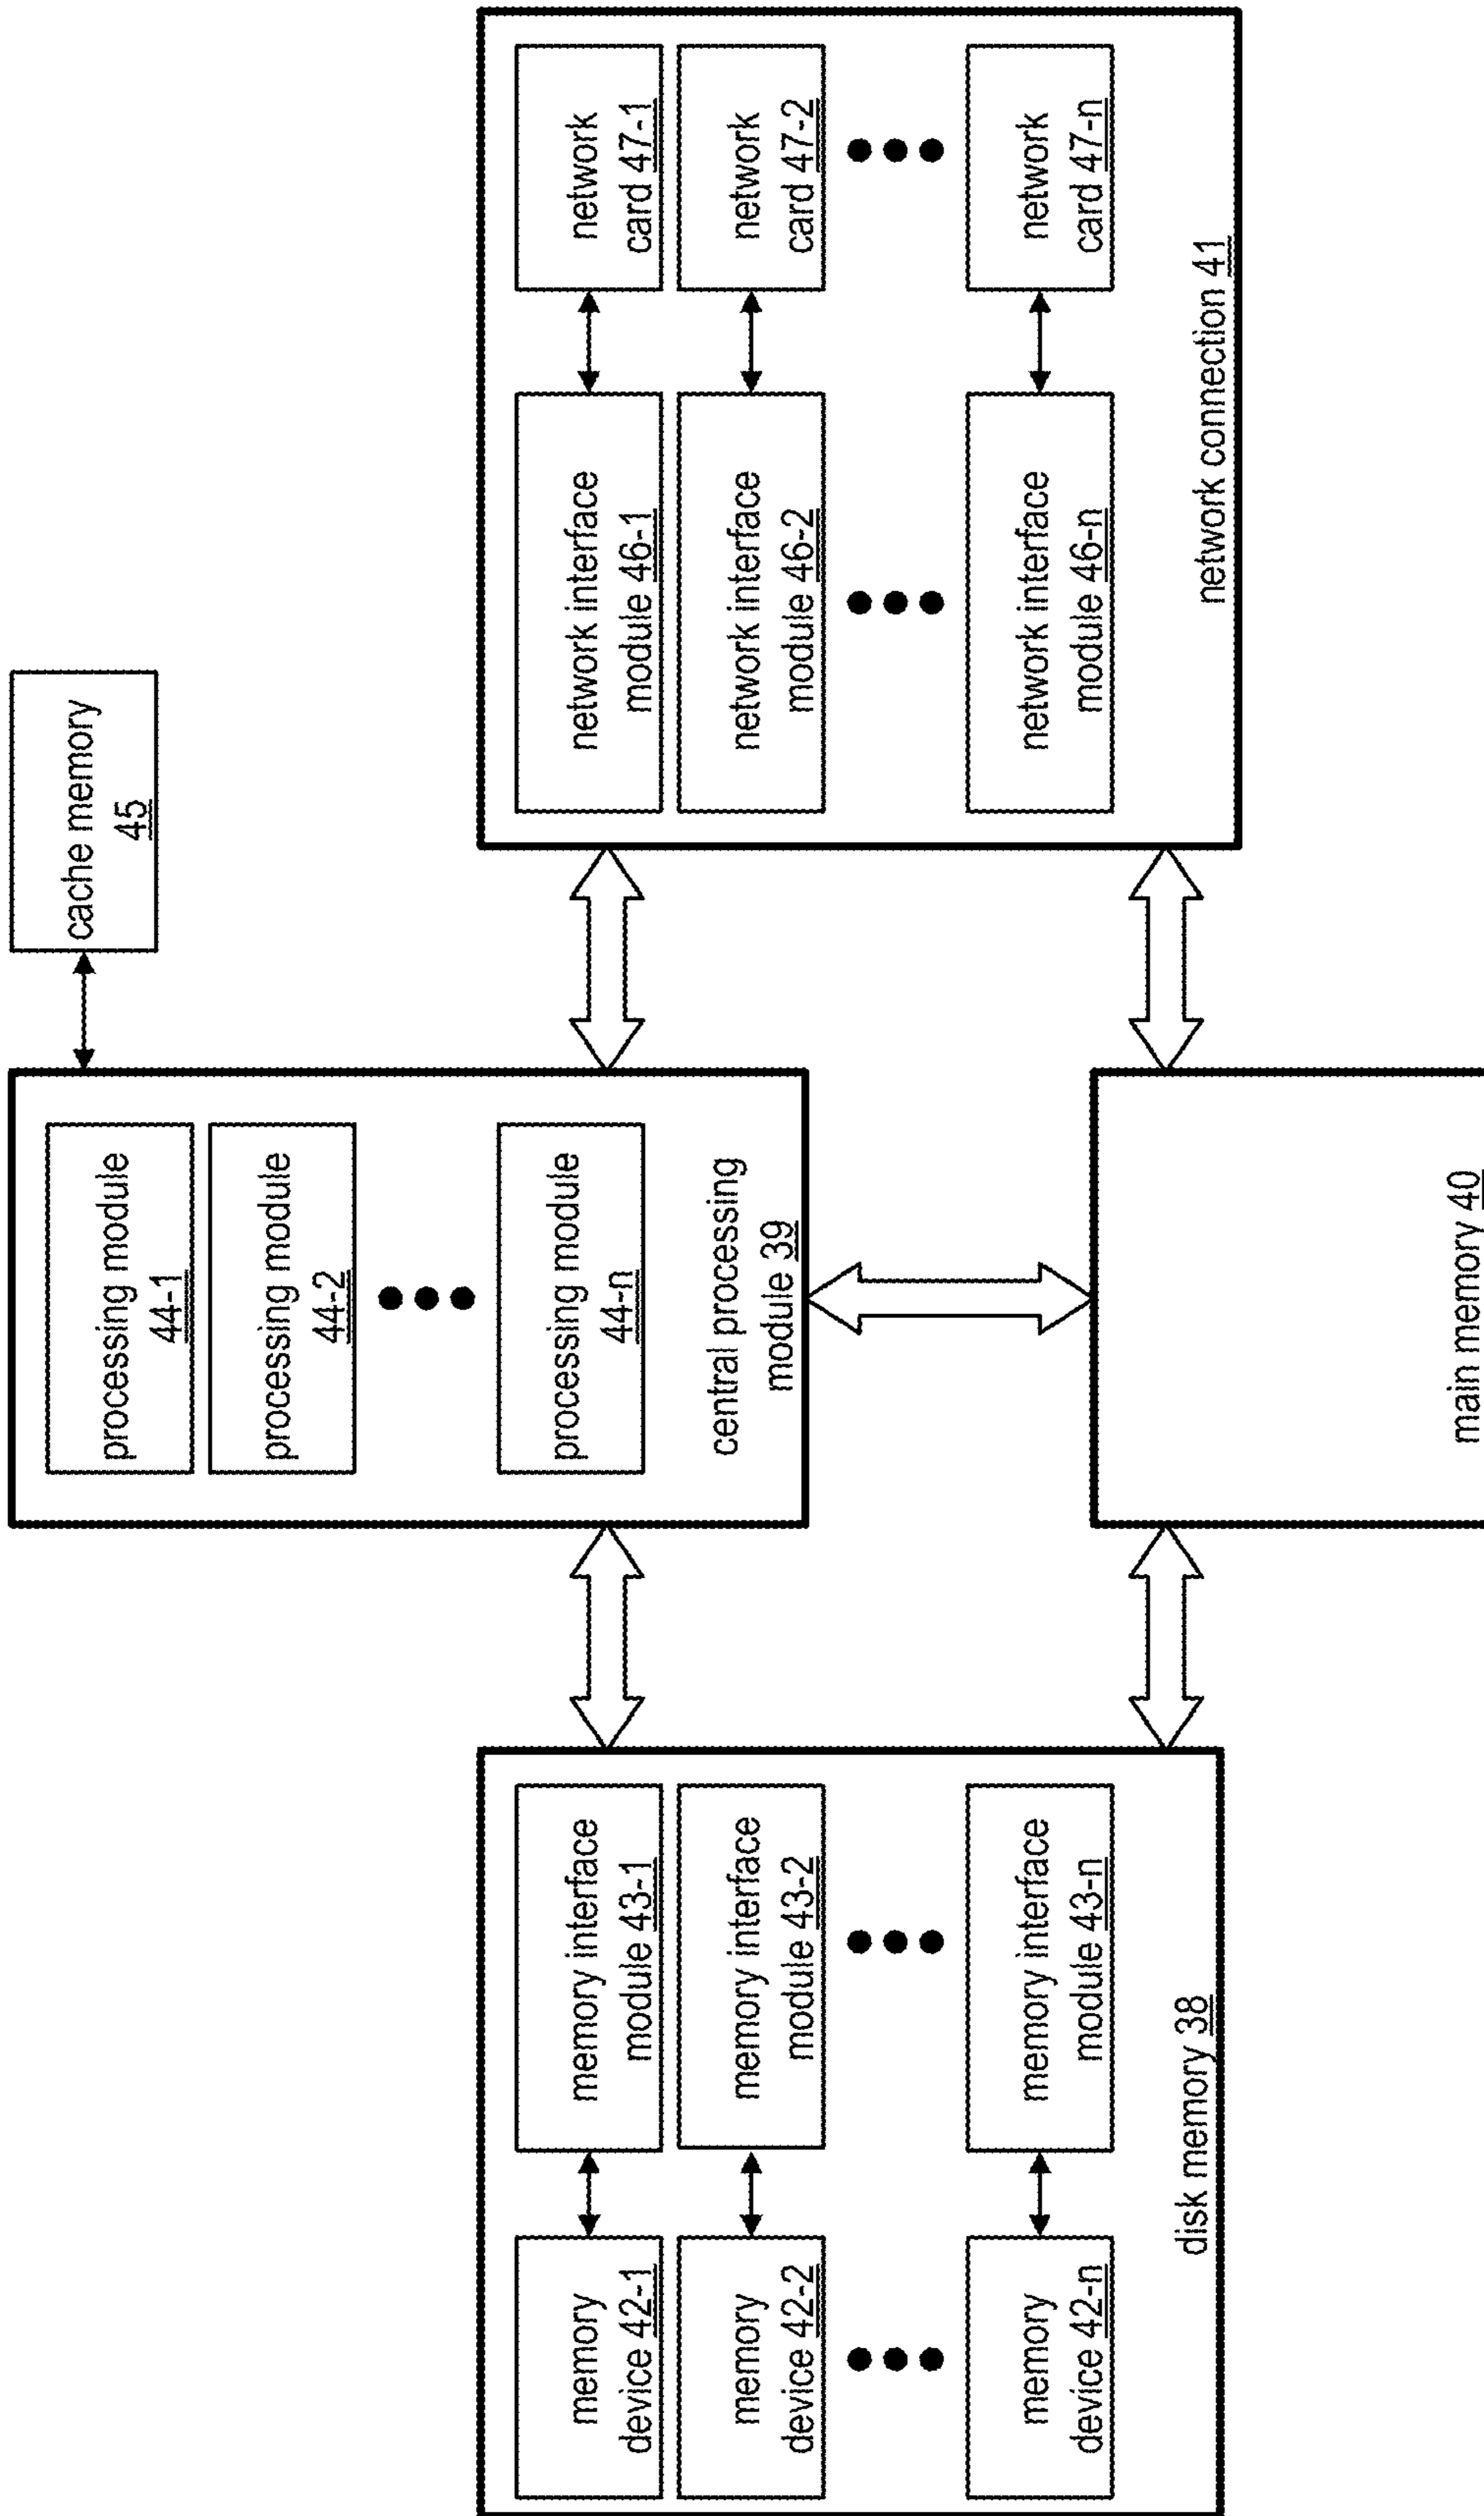 cache memory
45
processing module
44-1
processing module
44-2
processing module
44-n
central processing
module 39
memory
device 42-1
memory interface
module 43-1
memory
device 42-2
memory interface
module 43-2
memory
device 42-n
memory interface
module 43-n
disk memory 38
network interface
module 46-1
network
card 47-1
network interface
module 46-2
network
card 47-2
network interface
module 46-n
network
card 47-n
network connection 41
main memory 40